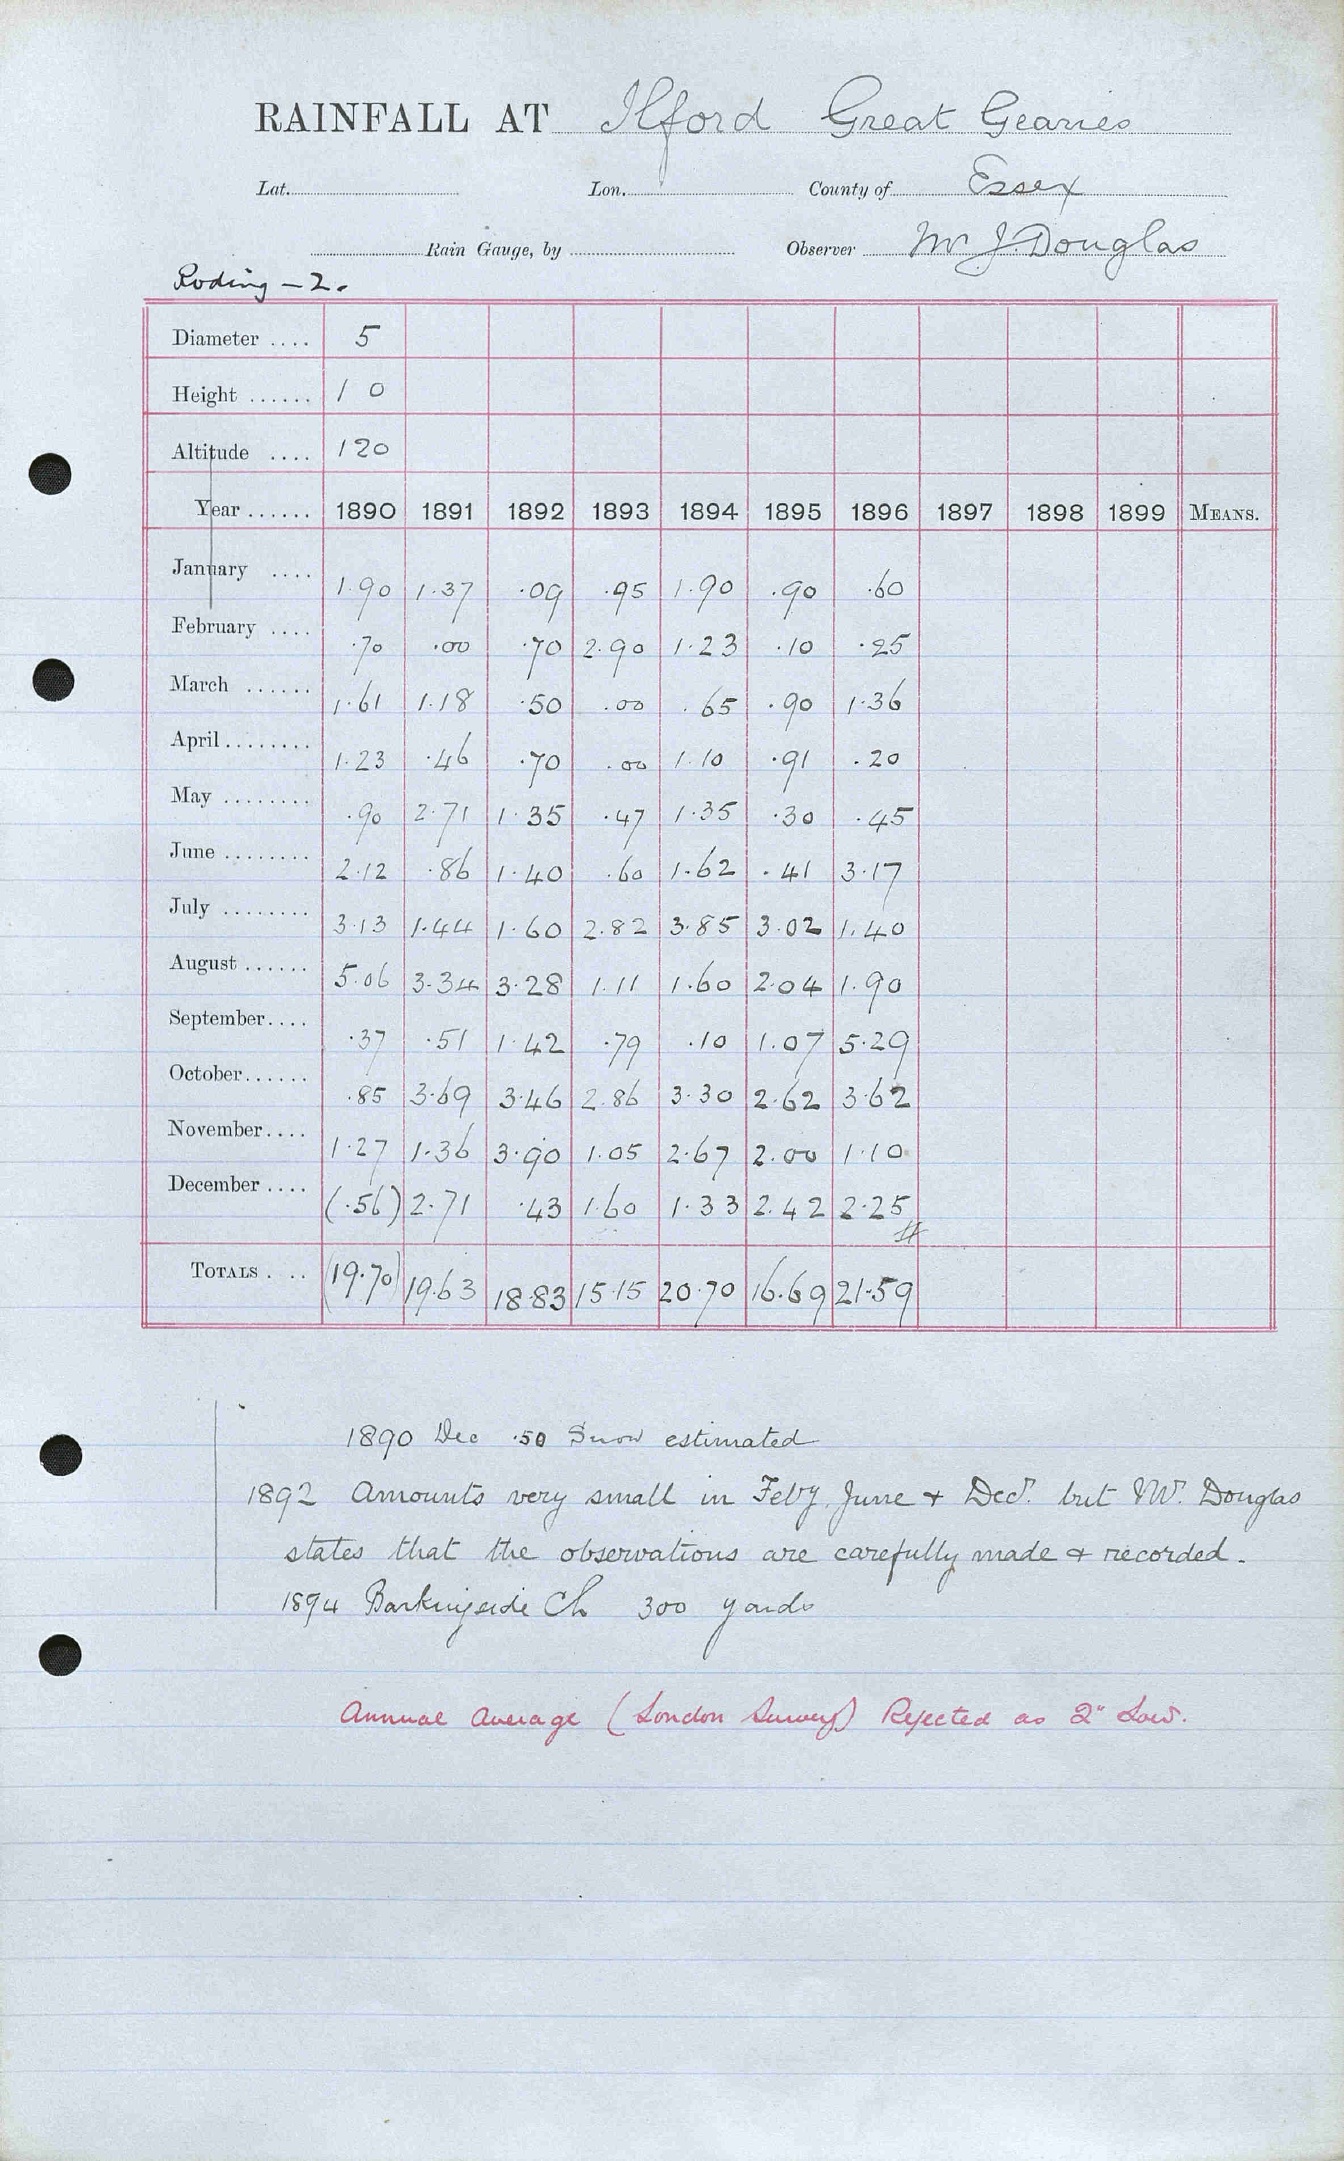 RAINFALL AT Ilford Great Gearies
Lat. Lon. County of Essex
Rain Gauge, by Observer Mr J. Douglas
Roding - 2.
Diameter .... 5
Height ...... 1 0
Altitude .... 120
Year ...... 1890 1891 1892 1893 1894 1895 1896 1897 1898 1899 MEANS.
January .... 1.90 1.37 .09 .95 1.90 .90 .60
February .... .70 .00 .70 2.90 1.23 .10 .25
March ...... 1.61 1.18 .50 .00 .65 .90 1.36
April ........ 1.23 .46 .70 .00 1.10 .91 .20
May ........ .90 2.71 1.35 .47 1.35 .30 .45
June ........ 2.12 .86 1.40 .60 1.62 .41 3.17
July ........ 3.13 1.44 1.60 2.82 3.85 3.02 1.40
August ...... 5.06 3.34 3.28 1.11 1.60 2.04 1.90
September.... .37 .51 1.42 .79 .10 1.07 5.29
October...... .85 3.69 3.46 2.86 3.30 2.62 3.62
November.... 1.27 1.36 3.90 1.05 2.67 2.00 1.10
December .... (.56) 2.71 .43 1.60 1.33 2.42 2.25
TOTALS . .. (19.70) 19.63 18.83 15.15 20.70 16.69 21.59
1890 Dec .50 Snow estimated
1892 Amounts very small in Feby, June & Decr. but Mr. Douglas
states that the observations are carefully made & recorded.
1894 Barkingside Ch 300 yards
Annual Average (London Survey) Rejected as 2" Low.